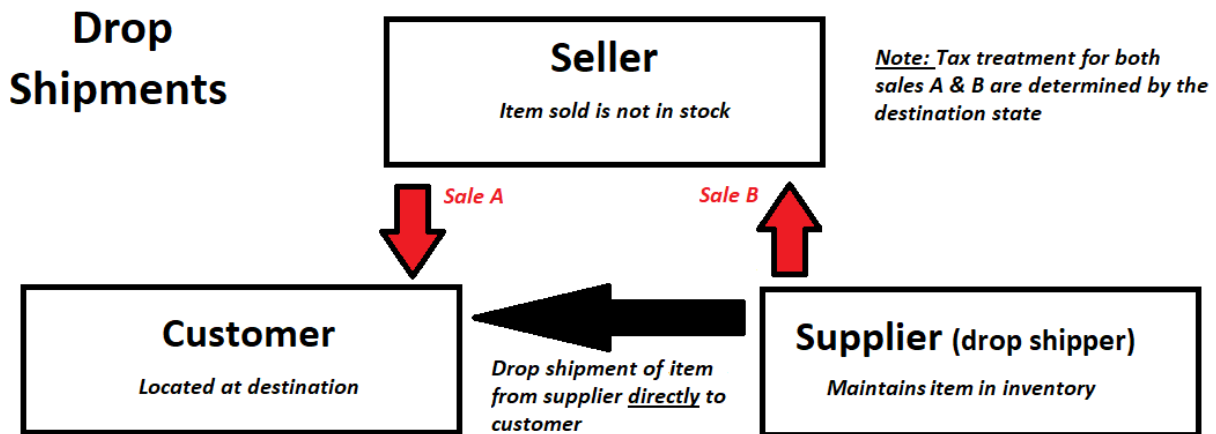 Drop
Shipments
Seller
Item sold is not in stock
Note: Tax treatment for both
sales A & B are determined by the
destination state
Sale A
Sale B
Customer
Located at destination
Drop shipment of item
from supplier directly to
customer
Supplier (drop shipper)
Maintains item in inventory